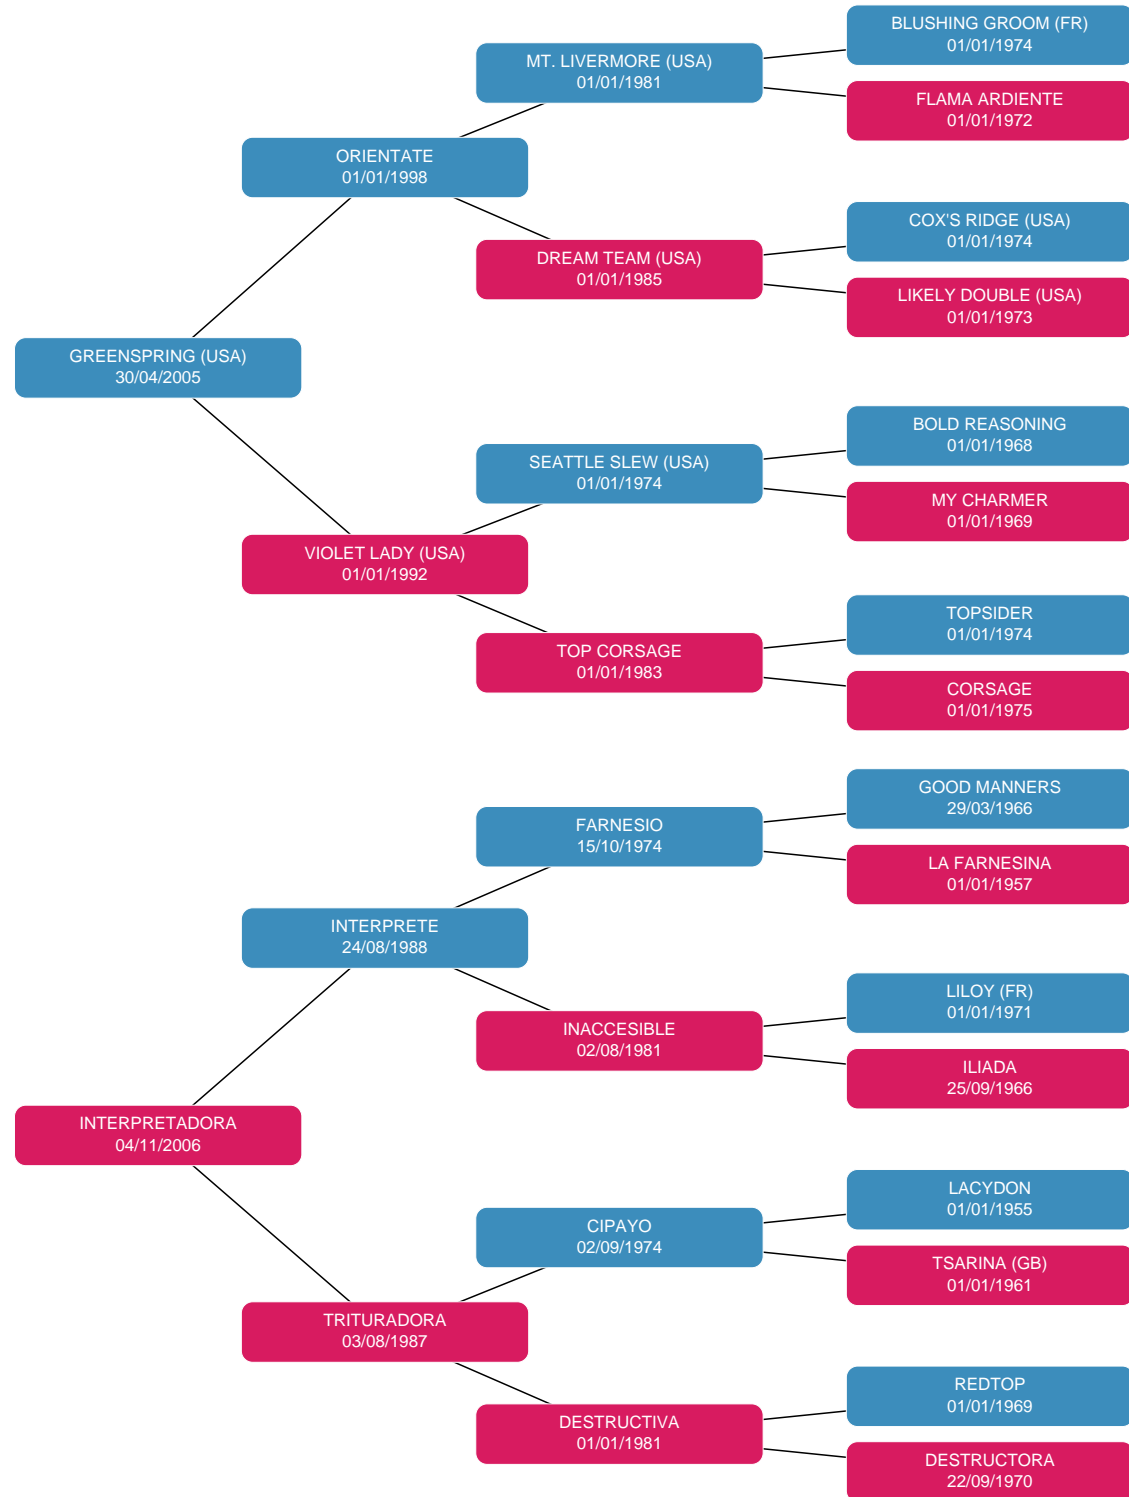 BLUSHING GROOM (FR)
01/01/1974
MT. LIVERMORE (USA)
01/01/1981
FLAMA ARDIENTE
01/01/1972
ORIENTATE
01/01/1998
COX'S RIDGE (USA)
01/01/1974
DREAM TEAM (USA)
01/01/1985
LIKELY DOUBLE (USA)
01/01/1973
GREENSPRING (USA)
30/04/2005
BOLD REASONING
01/01/1968
SEATTLE SLEW (USA)
01/01/1974
MY CHARMER
01/01/1969
VIOLET LADY (USA)
01/01/1992
TOPSIDER
01/01/1974
TOP CORSAGE
01/01/1983
CORSAGE
01/01/1975
GOOD MANNERS
29/03/1966
FARNESIO
15/10/1974
LA FARNESINA
01/01/1957
INTERPRETE
24/08/1988
LILOY (FR)
01/01/1971
INACCESIBLE
02/08/1981
ILIADA
25/09/1966
INTERPRETADORA
04/11/2006
LACYDON
01/01/1955
CIPAYO
02/09/1974
TSARINA (GB)
01/01/1961
TRITURADORA
03/08/1987
REDTOP
01/01/1969
DESTRUCTIVA
01/01/1981
DESTRUCTORA
22/09/1970